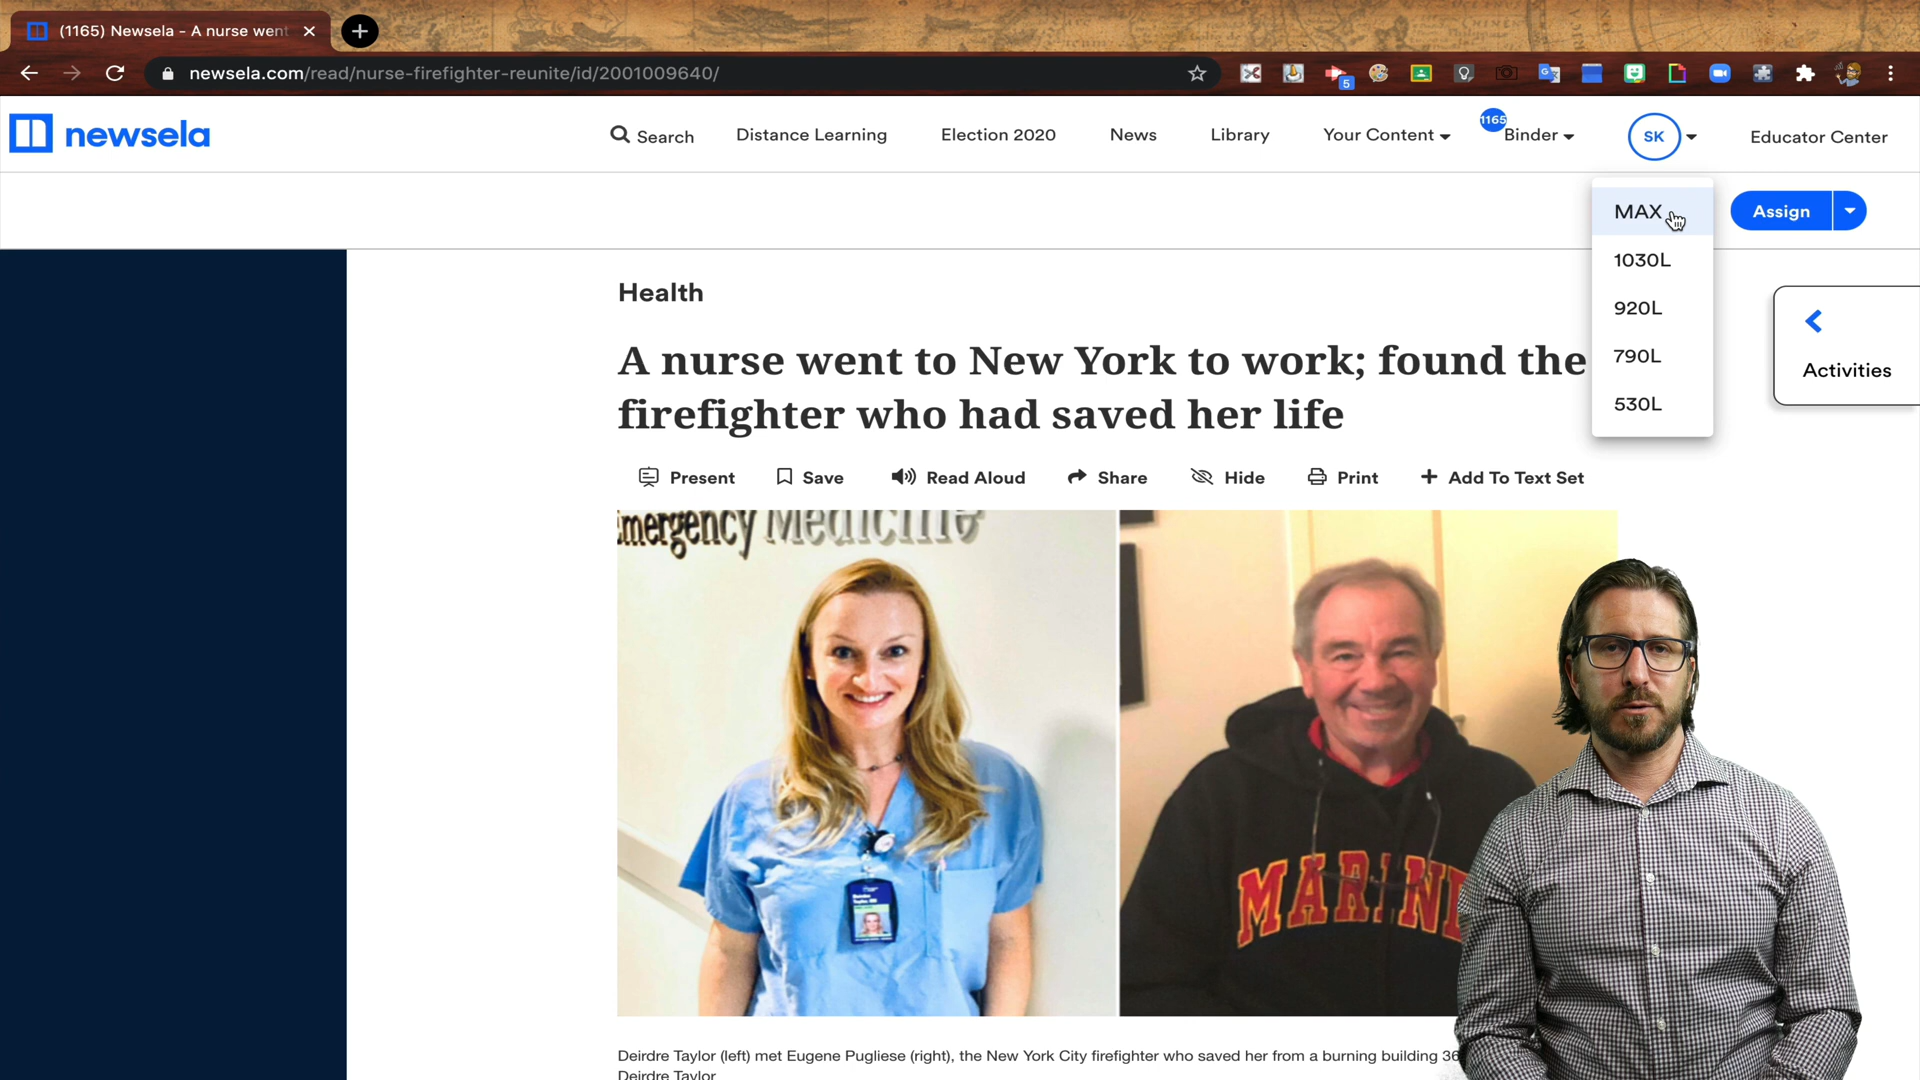 (1165) Newsela - A nurse went
newsela.com/read/nurse-firefighter-reunite/id/2001009640/
5
newsela
Search
Distance Learning
Election 2020
News
Library
Your Content
1165
Binder
SK
Educator Center
MAX
1030L
920L
790L
530L
Assign
Activities
Health
A nurse went to New York to work; found the
firefighter who had saved her life
Present
Save
Read Aloud
Share
Hide
Print
Add To Text Set
Emergency Medicine
MARINE
Deirdre Taylor (left) met Eugene Pugliese (right), the New York City firefighter who saved her from a burning building 36
Deirdre Taylor